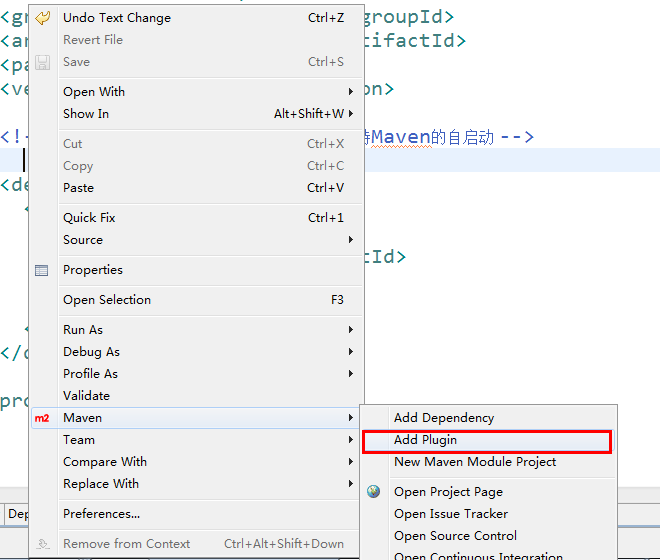 <gr
groupId>
Undo Text Change Ctrl+Z
<ar
tifactId>
Revert File
<pa
Save Ctrl+S
<ve
on>
Open With
Show In Alt+Shift+W
<!-
Maven的自启动 -->
Cut Ctrl+X
Copy Ctrl+C
<de
Paste Ctrl+V
<
Quick Fix Ctrl+1
Source
tId>
Properties
Open Selection F3
<
Run As
</d
Debug As
Profile As
pro
Validate
m2 Maven
Add Dependency
Team
Add Plugin
Compare With
New Maven Module Project
Replace With
Open Project Page
Dep
Preferences...
Open Issue Tracker
Open Source Control
Remove from Context Ctrl+Alt+Shift+Down
Open Continuous Integration